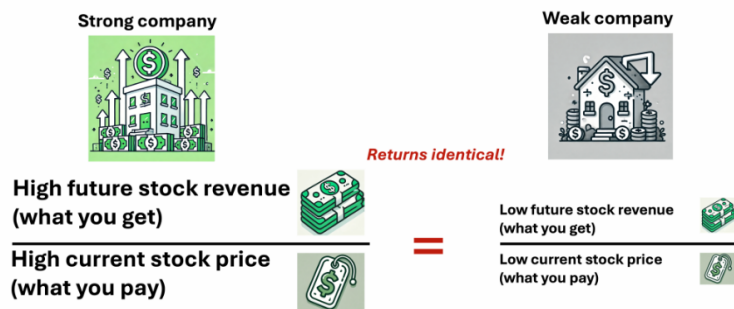 Strong company
Weak company
Returns identical!
High future stock revenue
(what you get)
High current stock price
(what you pay)
=
Low future stock revenue
(what you get)
Low current stock price
(what you pay)